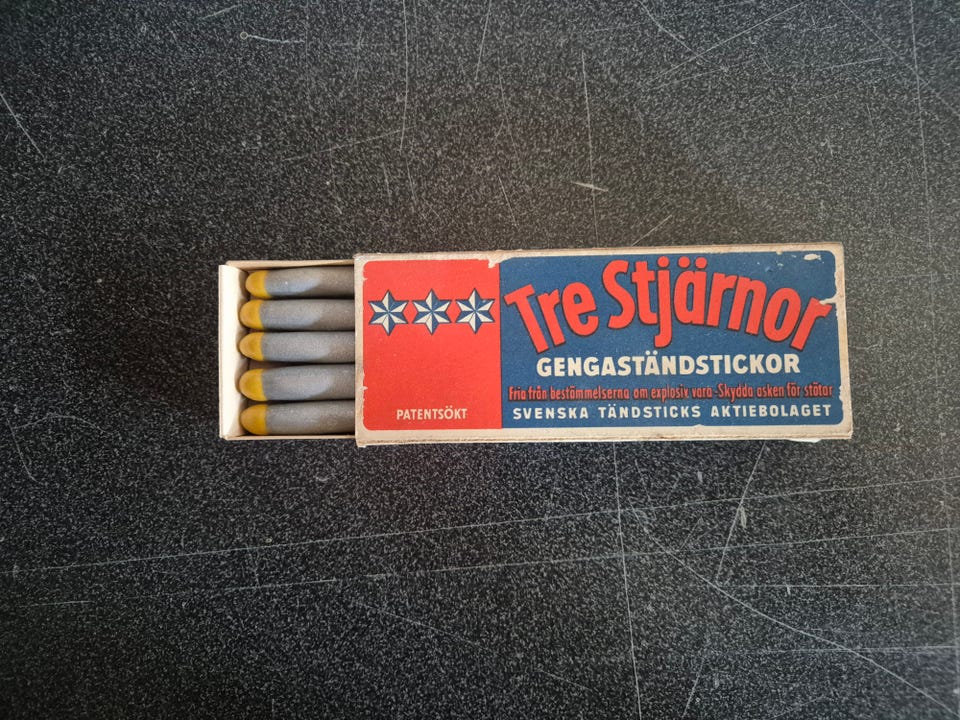 Tre Stjärnor
GENGASTÄNDSTICKOR
Fria från bestämmelserna om explosiv vara - Skydda asken för stötar
SVENSKA TÄNDSTICKS AKTIEBOLAGET
PATENTSÖKT